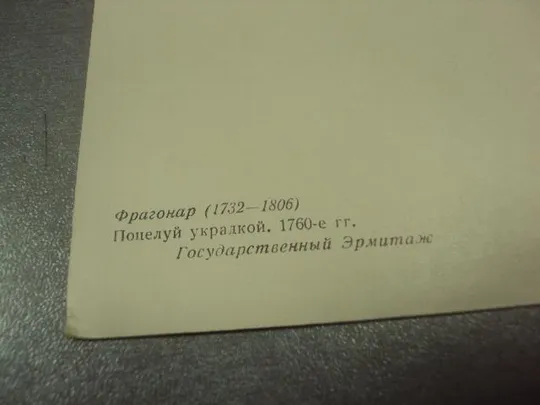 Фрагонар (1732—1806)
Поцелуй украдкой. 1760-е гг.
Государственный Эрмитаж